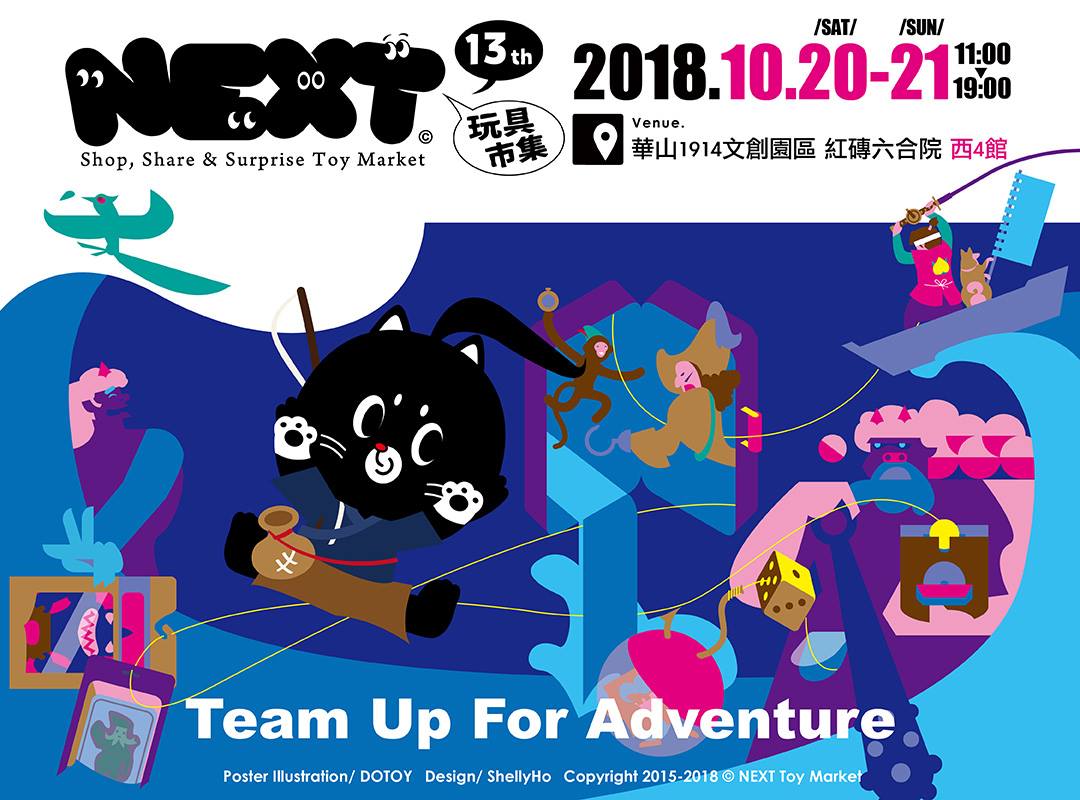 NEXT
©
Shop, Share & Surprise Toy Market
13th
玩具
市集
/SAT/ /SUN/
2018.10.20-21
11:00
19:00
Venue.
華山1914文創園區 紅磚六合院 西4館
Team Up For Adventure
Poster Illustration/ DOTOY Design/ ShellyHo Copyright 2015-2018 © NEXT Toy Market